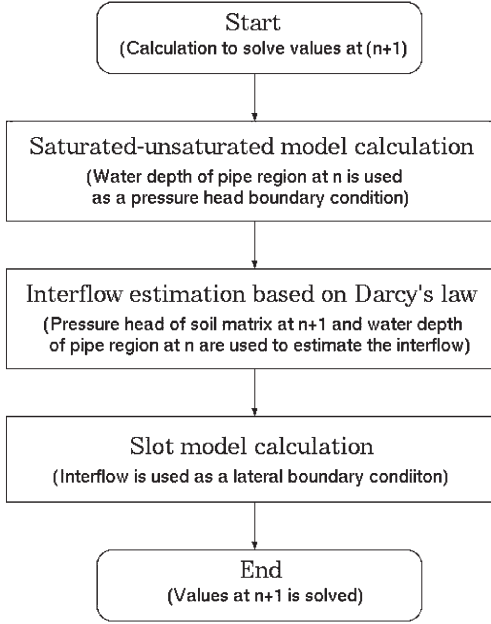 Start
(Calculation to solve values at (n+1)
Saturated-unsaturated model calculation
(Water depth of pipe region at n is used
as a pressure head boundary condition)
Interflow estimation based on Darcy's law
(Pressure head of soil matrix at n+1 and water depth
of pipe region at n are used to estimate the interflow)
Slot model calculation
(Interflow is used as a lateral boundary condiiton)
End
(Values at n+1 is solved)